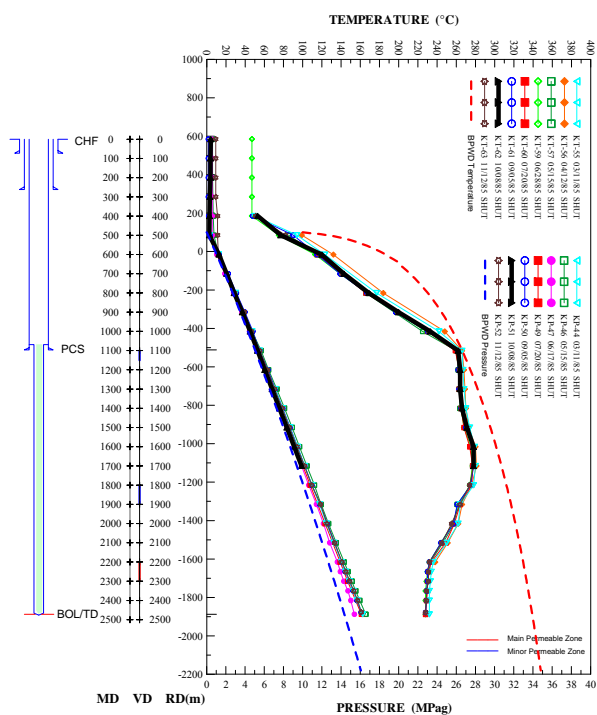 TEMPERATURE (°C)
0 20 40 60 80 100 120 140 160 180 200 220 240 260 280 300 320 340 360 380 400
1000
800
600
400
200
0
-200
-400
-600
-800
-1000
-1200
-1400
-1600
-1800
-2000
-2200
CHF
PCS
BOL/TD
0 0
100 100
200 200
300 300
400 400
500 500
600 600
700 700
800 800
900 900
1000 1000
1100 1100
1200 1200
1300 1300
1400 1400
1500 1500
1600 1600
1700 1700
1800 1800
1900 1900
2000 2000
2100 2100
2200 2200
2300 2300
2400 2400
2500 2500
KT-55 03/11/85 SHUT
KT-56 04/12/85 SHUT
KT-57 05/15/85 SHUT
KT-59 06/28/85 SHUT
KT-60 07/20/85 SHUT
KT-61 09/05/85 SHUT
KT-62 10/08/85 SHUT
KT-63 11/12/85 SHUT
BPWD Temperature
KP-44 03/11/85 SHUT
KP-46 05/15/85 SHUT
KP-47 06/17/85 SHUT
KP-49 07/20/85 SHUT
KP-50 09/05/85 SHUT
KP-51 10/08/85 SHUT
KP-52 11/12/85 SHUT
BPWD Pressure
Main Permeable Zone
Minor Permeable Zone
0 2 4 6 8 10 12 14 16 18 20 22 24 26 28 30 32 34 36 38 40
MD VD RD(m)
PRESSURE (MPag)